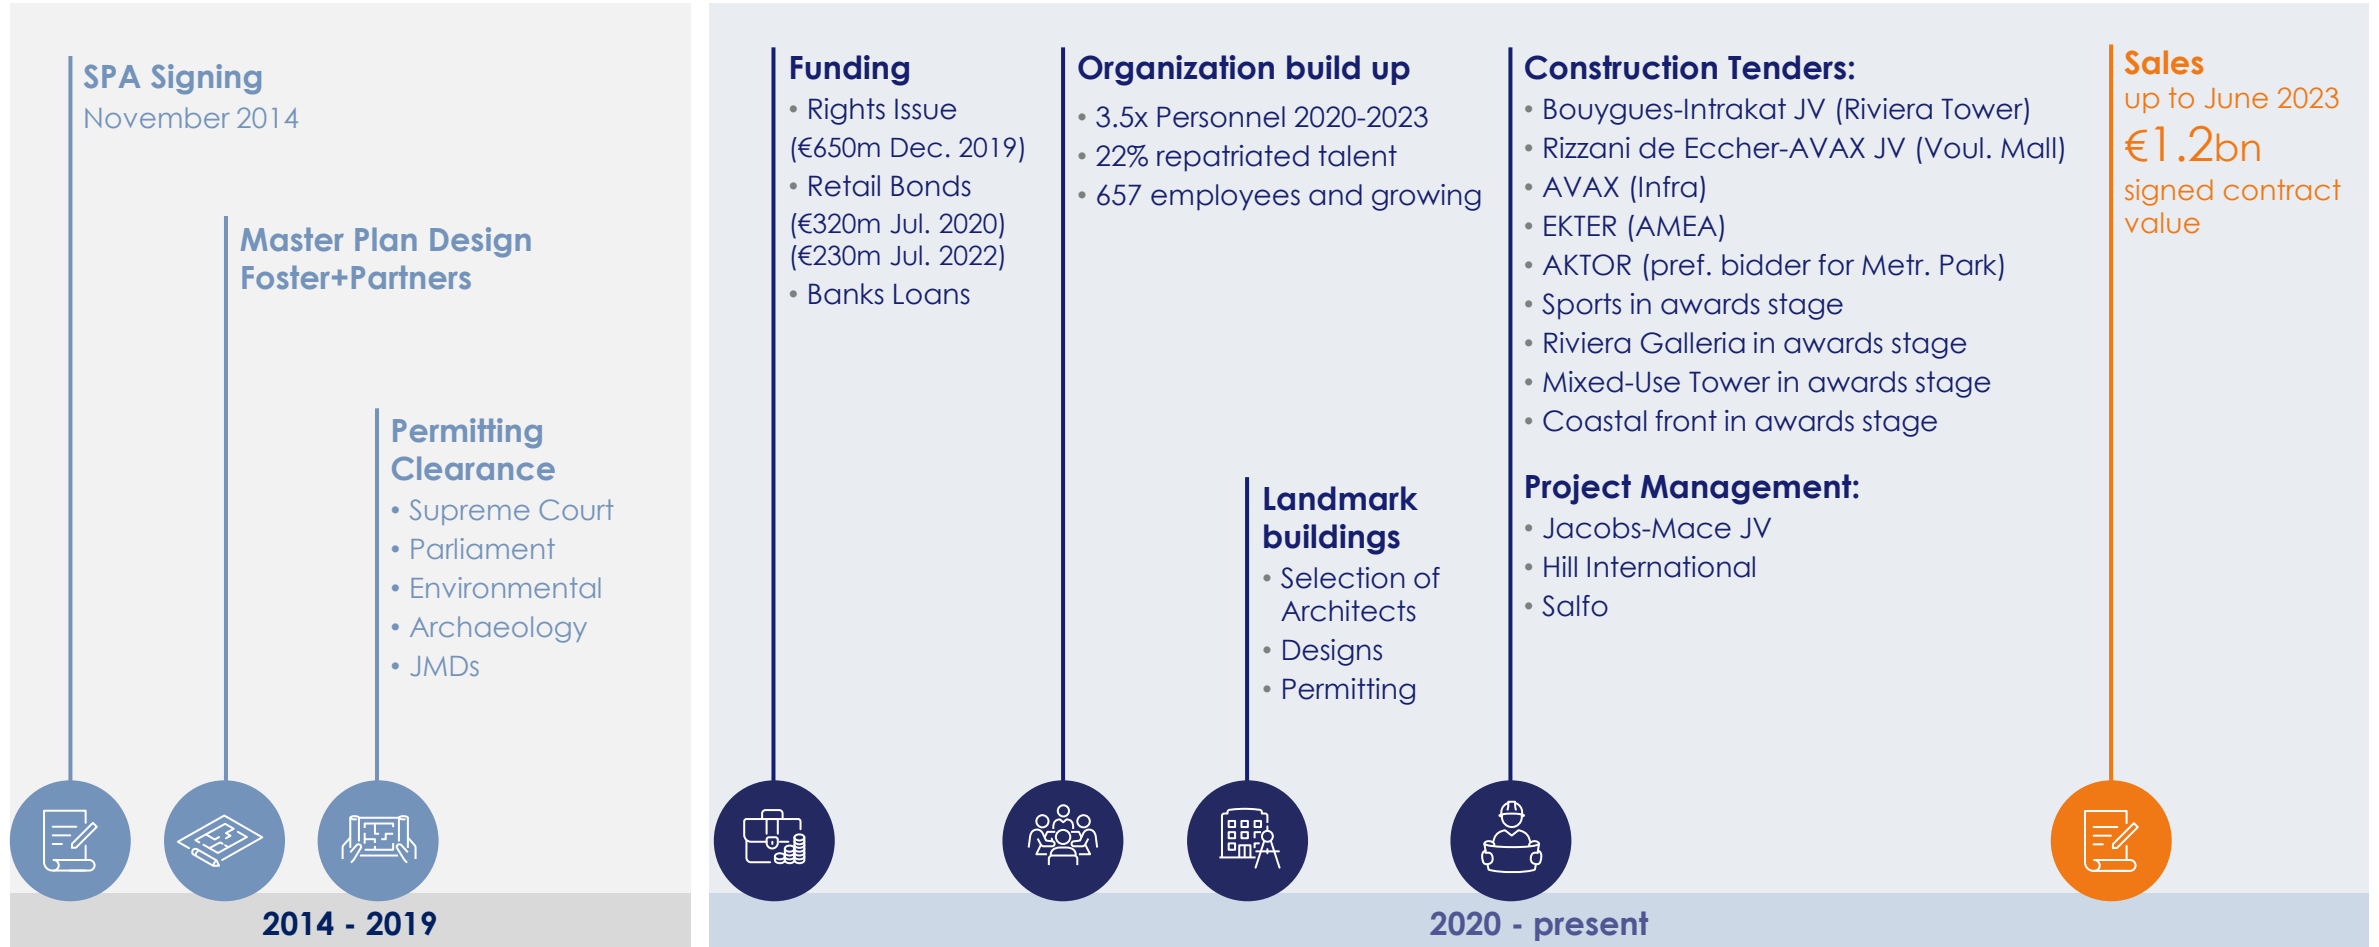 SPA Signing
November 2014
Master Plan Design
Foster+Partners
Permitting
Clearance
• Supreme Court
• Parliament
• Environmental
• Archaeology
• JMDs
2014 - 2019
Funding
• Rights Issue
(€650m Dec. 2019)
• Retail Bonds
(€320m Jul. 2020)
(€230m Jul. 2022)
• Banks Loans
Organization build up
• 3.5x Personnel 2020-2023
• 22% repatriated talent
• 657 employees and growing
Landmark
buildings
• Selection of
Architects
• Designs
• Permitting
Construction Tenders:
• Bouygues-Intrakat JV (Riviera Tower)
• Rizzani de Eccher-AVAX JV (Voul. Mall)
• AVAX (Infra)
• EKTER (AMEA)
• AKTOR (pref. bidder for Metr. Park)
• Sports in awards stage
• Riviera Galleria in awards stage
• Mixed-Use Tower in awards stage
• Coastal front in awards stage
Project Management:
• Jacobs-Mace JV
• Hill International
• Salfo
Sales
up to June 2023
€1.2bn
signed contract
value
2020 - present